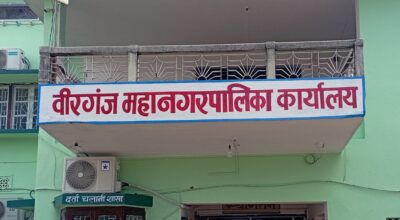 वीरगंज महानगरपालिका कार्यालय
दर्ता चलानी शाखा